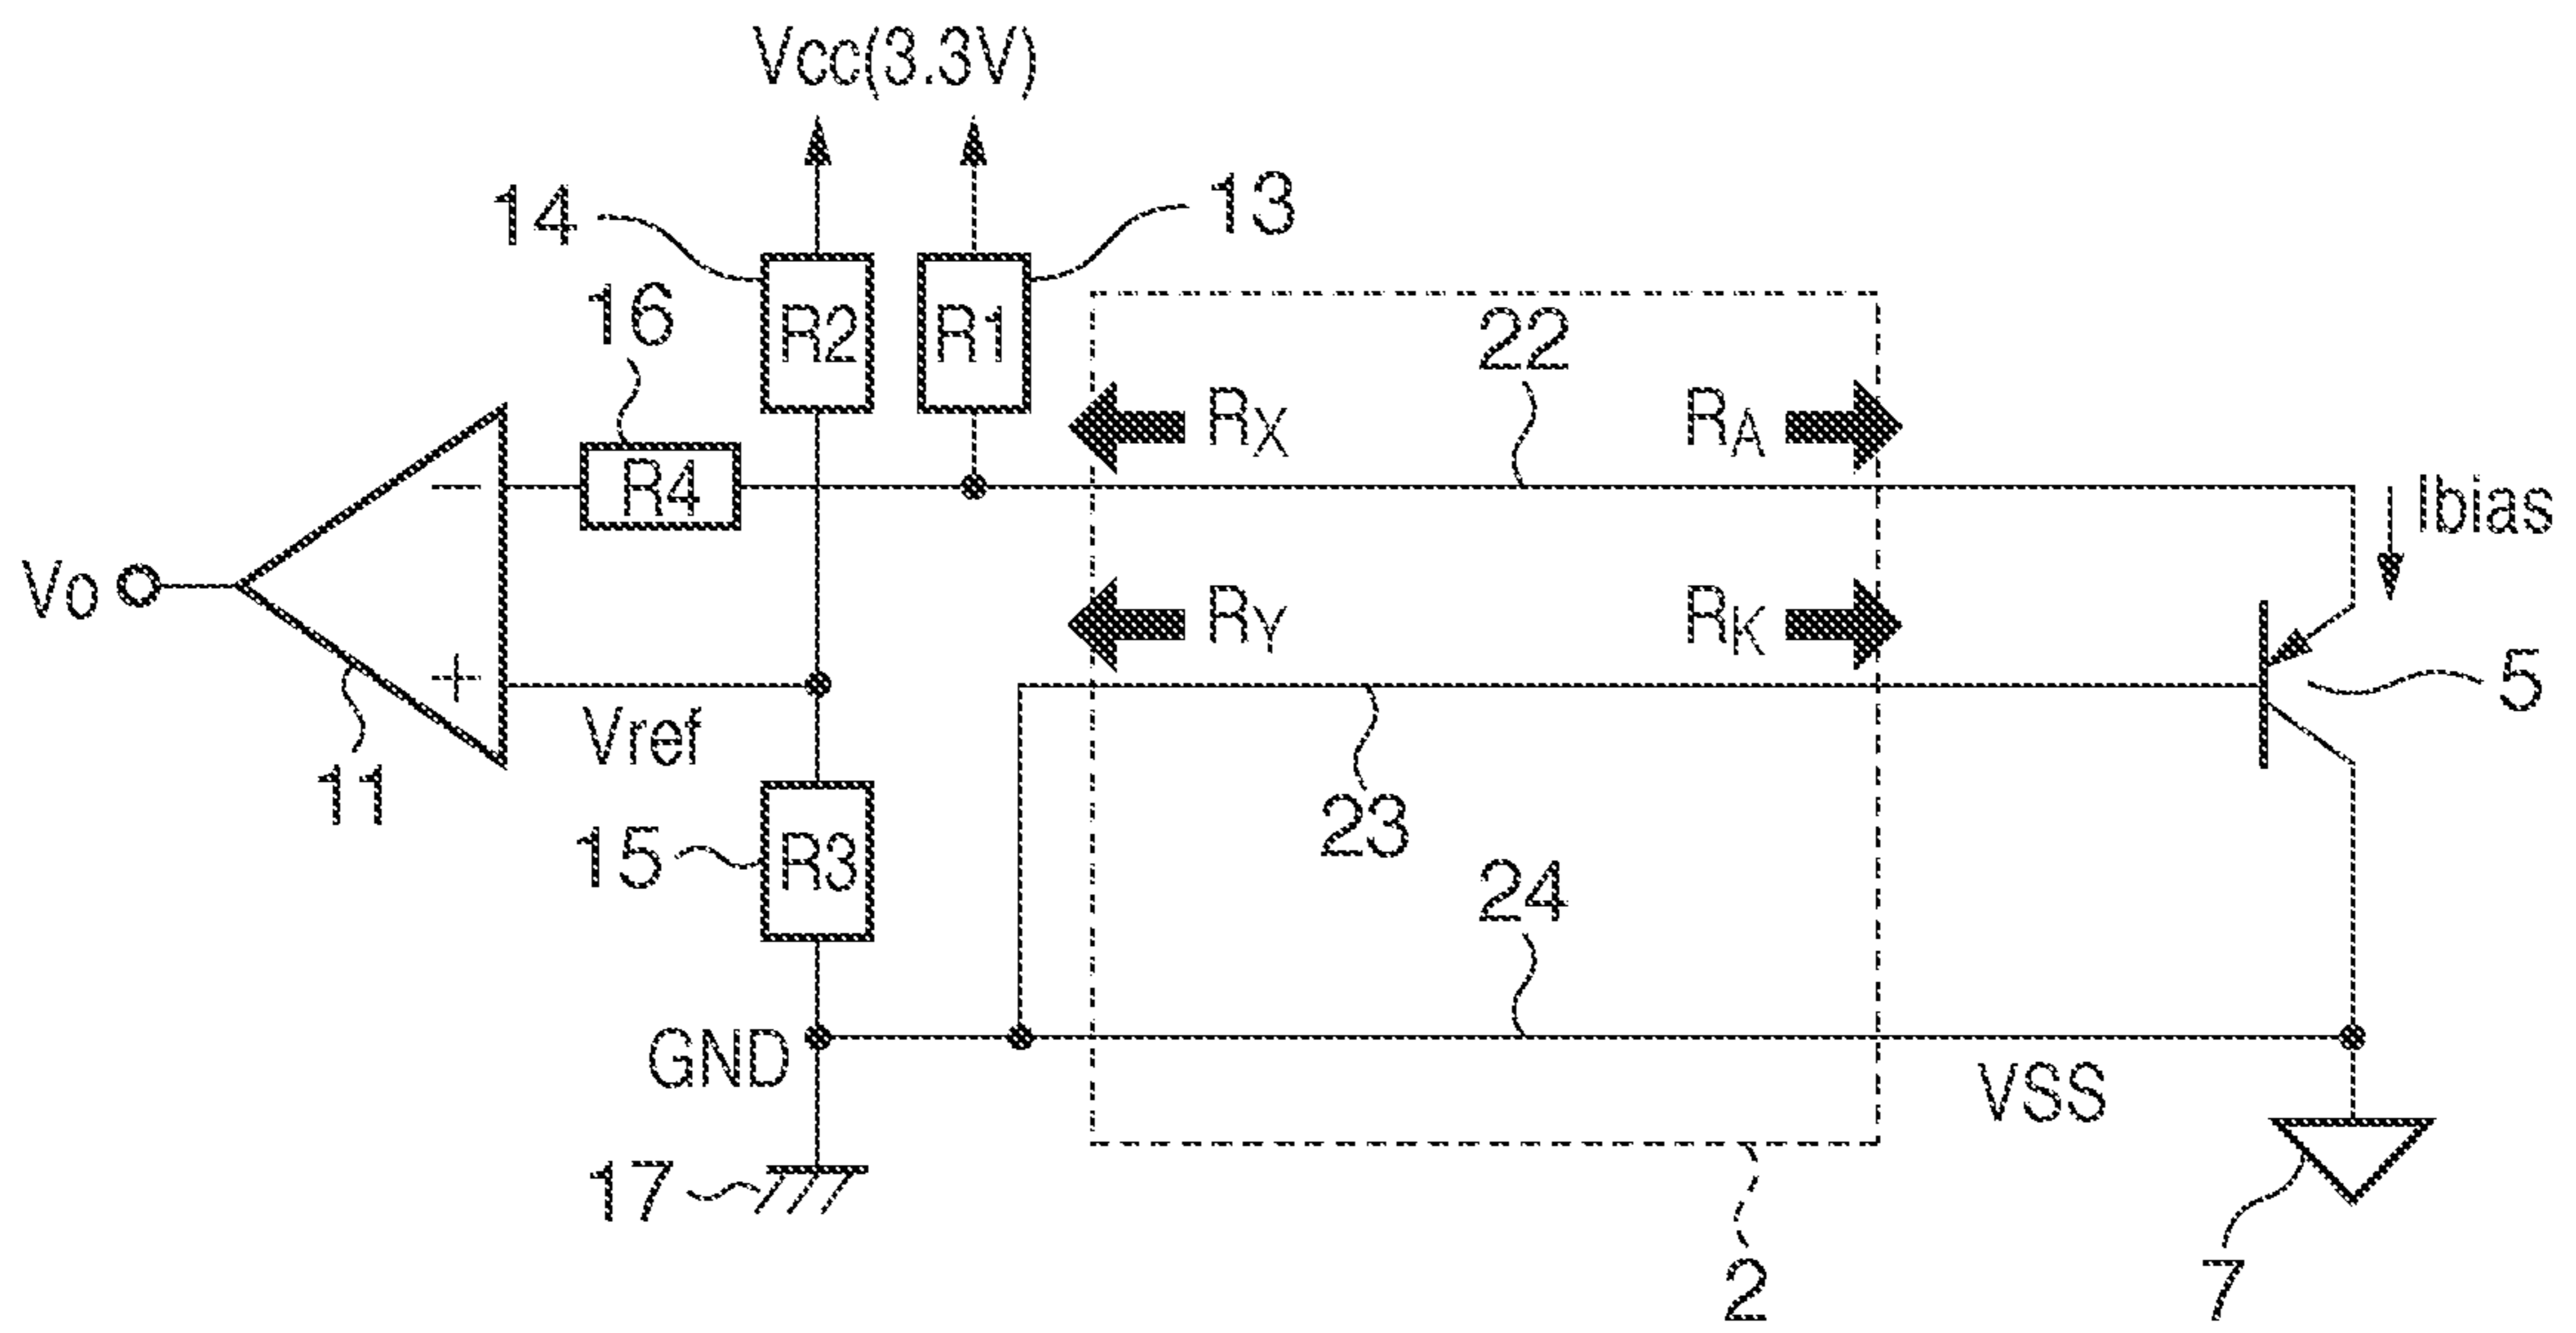 Vcc(3.3V)
14
13
16
R2
R1
22
RX
RA
R4
Ibias
Vo
RY
RK
5
Vref
11
23
15
R3
24
GND
VSS
17
2
7